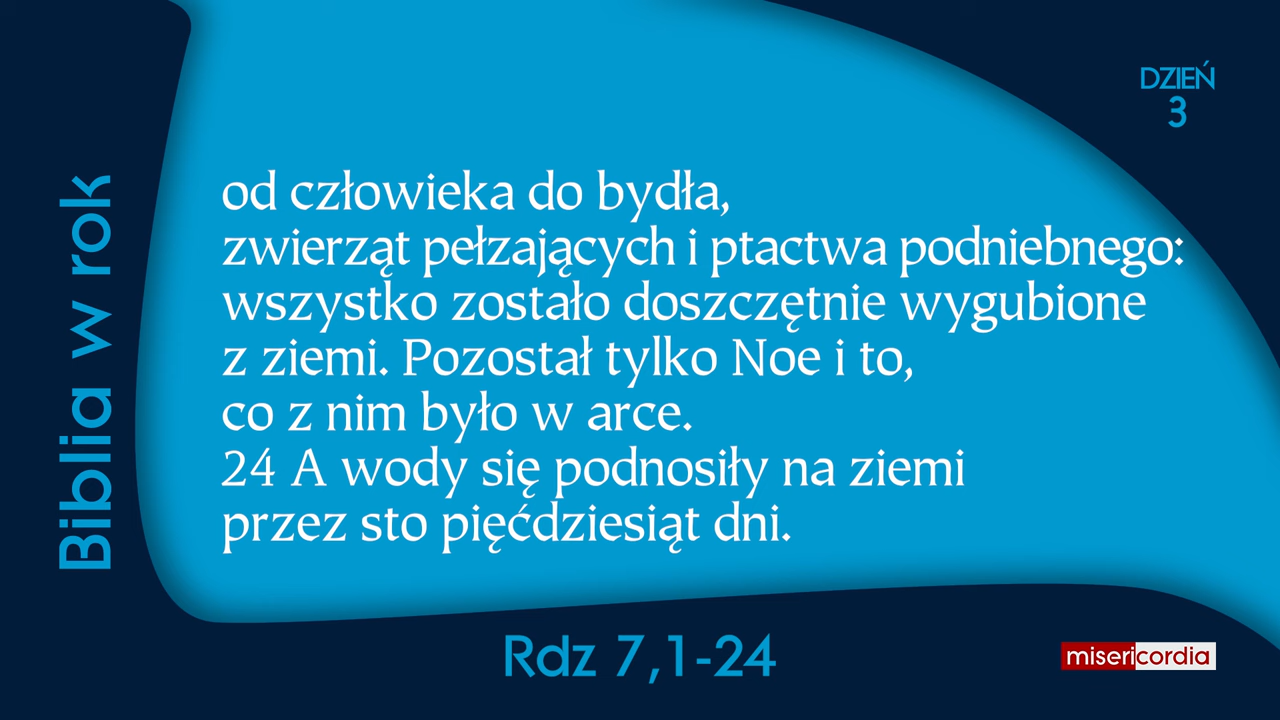 DZIEŃ
3
Biblia w rok
od człowieka do bydła,
zwierząt pełzających i ptactwa podniebnego:
wszystko zostało doszczętnie wygubione
z ziemi. Pozostał tylko Noe i to,
co z nim było w arce.
24 A wody się podnosiły na ziemi
przez sto pięćdziesiąt dni.
Rdz 7,1-24
misericordia